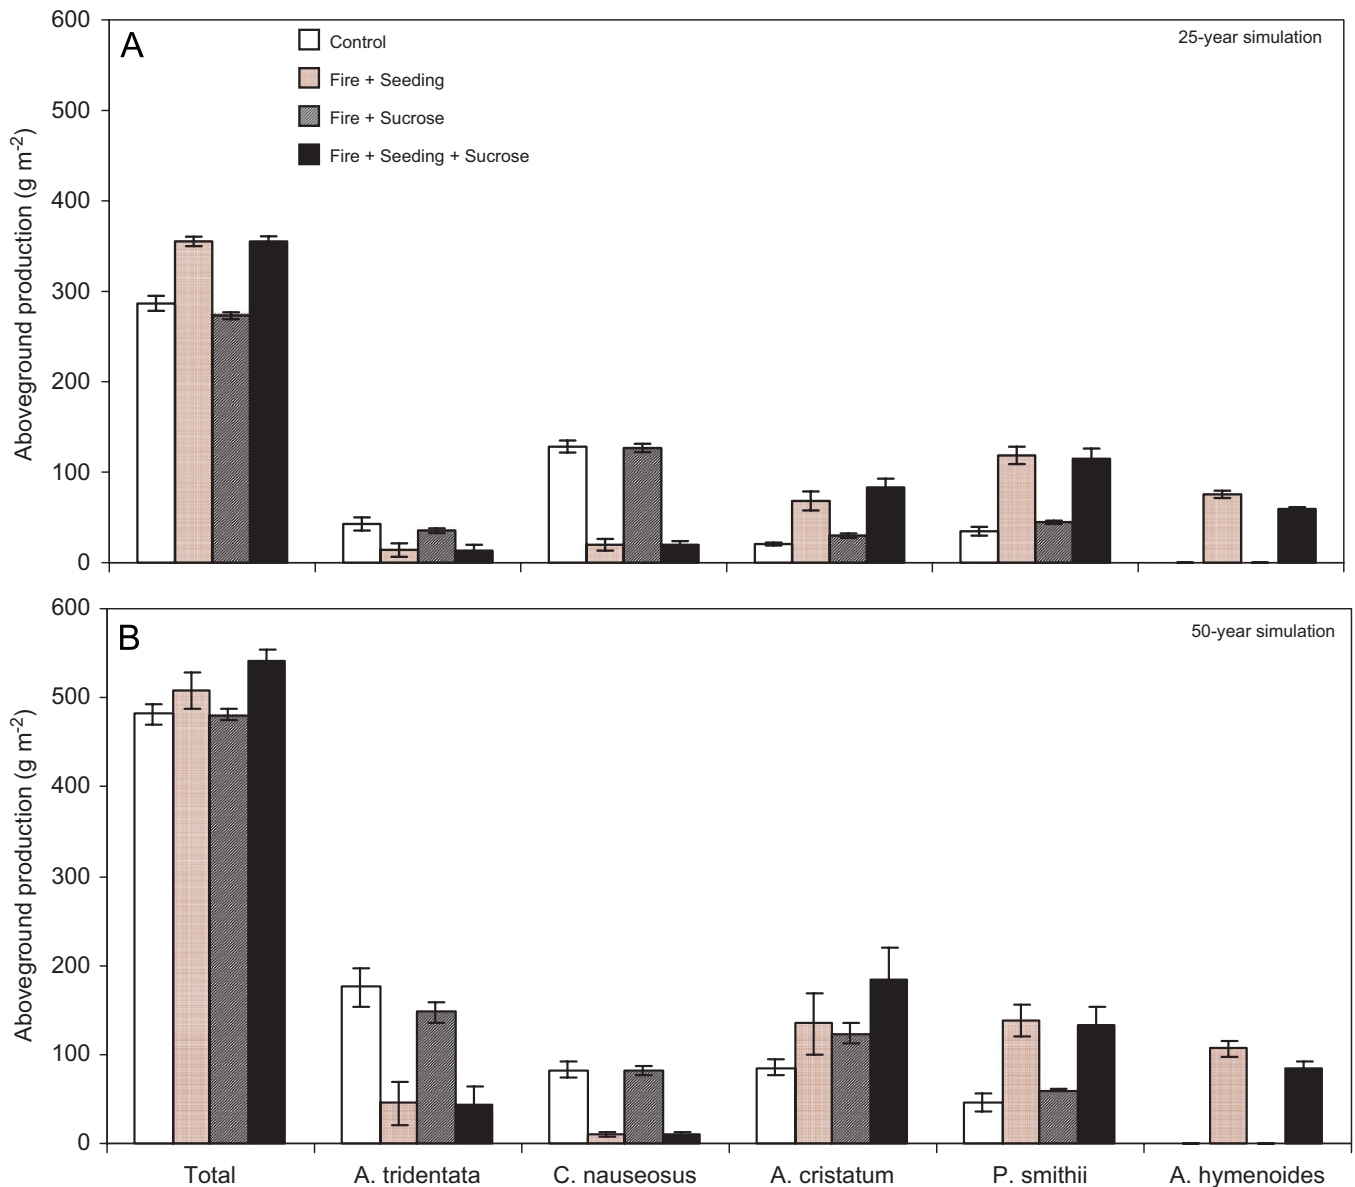 600
A
25-year simulation
Control
Fire + Seeding
Fire + Sucrose
Fire + Seeding + Sucrose
500
400
300
200
100
0
Aboveground production (g m-2)
600
B
50-year simulation
500
400
300
200
100
0
Aboveground production (g m-2)
Total A. tridentata C. nauseosus A. cristatum P. smithii A. hymenoides